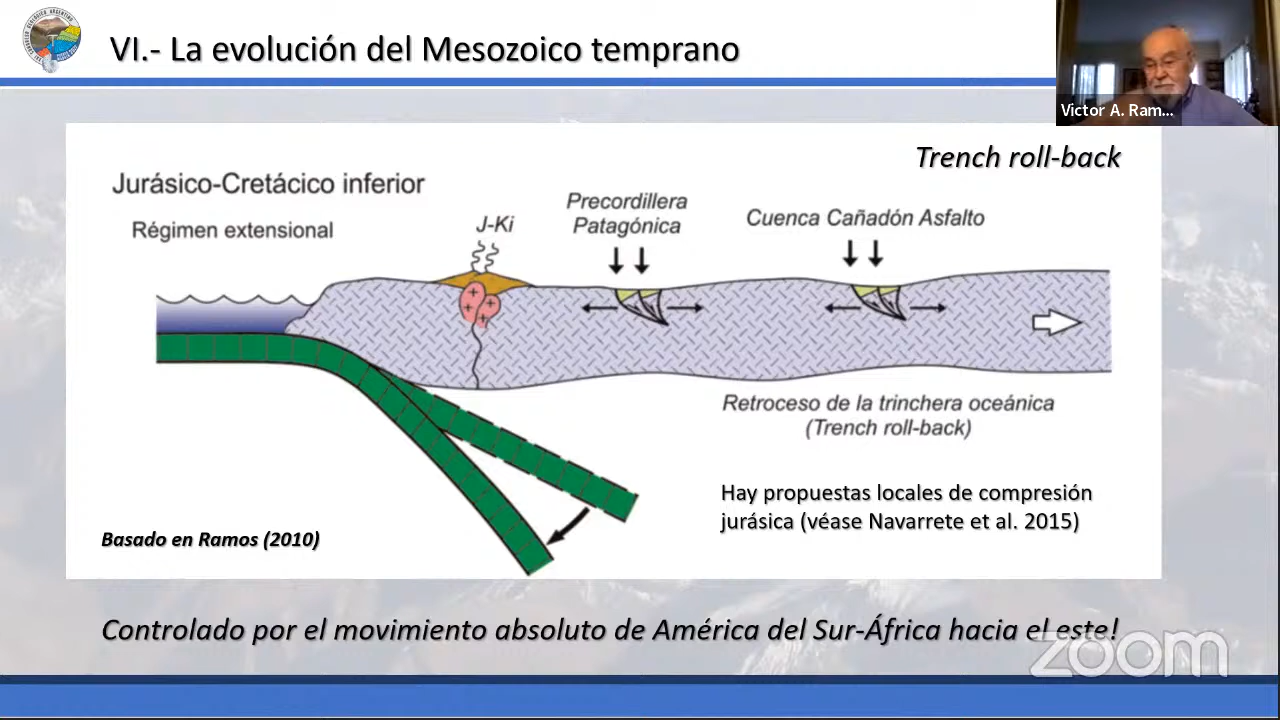 VI.- La evolución del Mesozoico temprano
Victor A. Ram...
Trench roll-back
Jurásico-Cretácico inferior
Régimen extensional
J-Ki
Precordillera
Patagónica
Cuenca Cañadón Asfalto
Retroceso de la trinchera oceánica
(Trench roll-back)
Hay propuestas locales de compresión
jurásica (véase Navarrete et al. 2015)
Basado en Ramos (2010)
Controlado por el movimiento absoluto de América del Sur-África hacia el este!
zoom